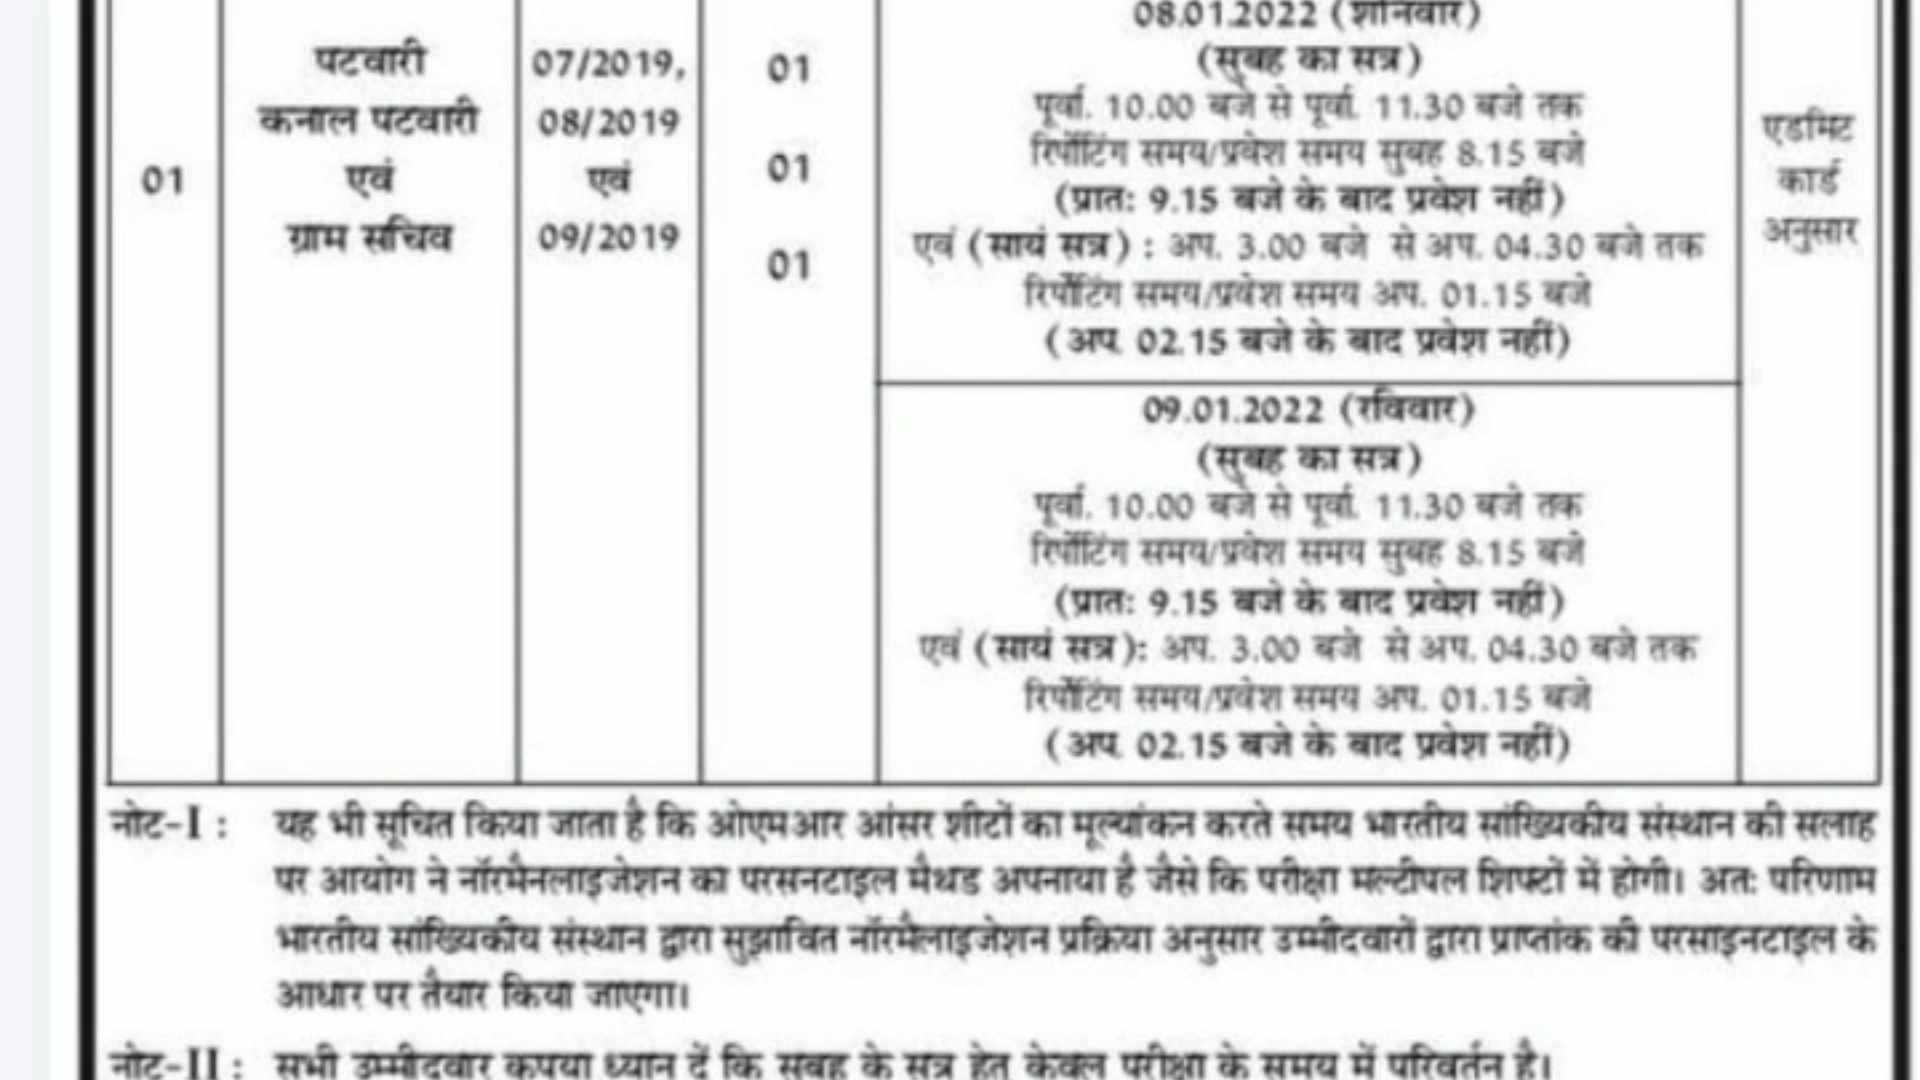 08.01.2022 (शनिवार)
(सुबह का सत्र)
पटवारी
07/2019,
01
पूर्वा. 10.00 बजे से पूर्वा. 11.30 बजे तक
कनाल पटवारी
08/2019
रिर्पोटिंग समय/प्रवेश समय सुबह 8.15 बजे
एडमिट
01
एवं
एवं
01
(प्रातः 9.15 बजे के बाद प्रवेश नहीं)
कार्ड
ग्राम सचिव
09/2019
एवं (सायं सत्र) : अप. 3.00 बजे से अप. 04.30 बजे तक
अनुसार
01
रिर्पोटिंग समय/प्रवेश समय अप. 01.15 बजे
(अप. 02.15 बजे के बाद प्रवेश नहीं)
09.01.2022 (रविवार)
(सुबह का सत्र)
पूर्वा. 10.00 बजे से पूर्वा. 11.30 बजे तक
रिर्पोटिंग समय/प्रवेश समय सुबह 8.15 बजे
(प्रातः 9.15 बजे के बाद प्रवेश नहीं)
एवं (सायं सत्र): अप. 3.00 बजे से अप. 04.30 बजे तक
रिर्पोटिंग समय/प्रवेश समय अप. 01.15 बजे
(अप. 02.15 बजे के बाद प्रवेश नहीं)
नोट-I : यह भी सूचित किया जाता है कि ओएमआर आंसर शीटों का मूल्यांकन करते समय भारतीय सांख्यिकीय संस्थान की सलाह
पर आयोग ने नॉरमैनलाइजेशन का परसनटाइल मैथड अपनाया है जैसे कि परीक्षा मल्टीपल शिफ्टों में होगी। अतः परिणाम
भारतीय सांख्यिकीय संस्थान द्वारा सुझावित नॉरमैलाइजेशन प्रक्रिया अनुसार उम्मीदवारों द्वारा प्राप्तांक की परसाइनटाइल के
आधार पर तैयार किया जाएगा।
नोट-II : सभी उम्मीदवार कृपया ध्यान दें कि सुबह के सत्र हेतु केवल परीक्षा के समय में परिवर्तन है।